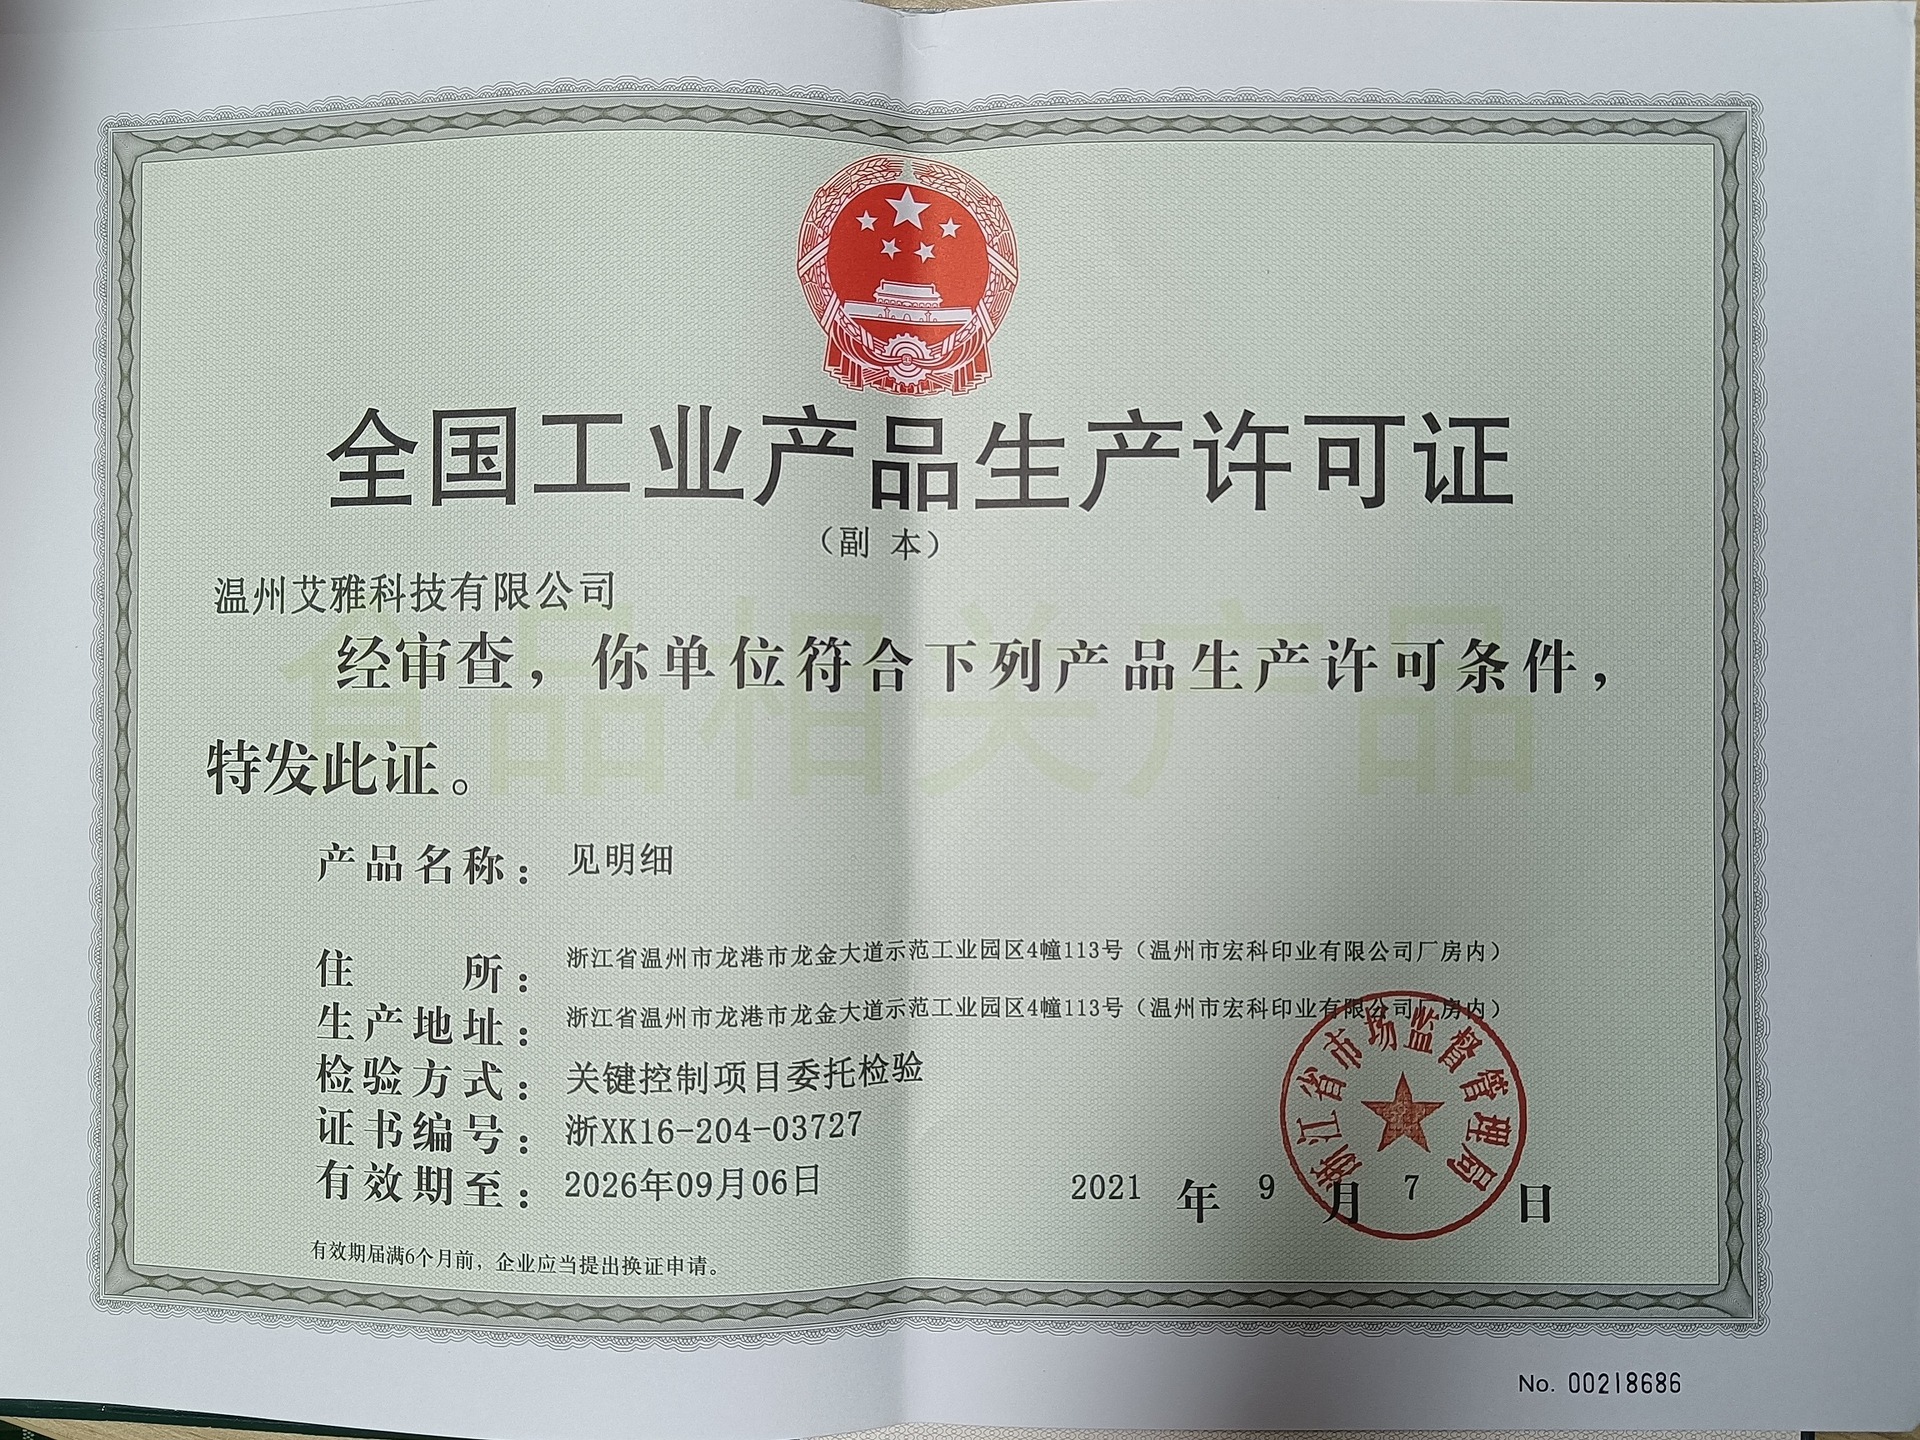 全国工业产品生产许可证
（副 本）
温州艾雅科技有限公司
食品相关产品
经审查，你单位符合下列产品生产许可条件，
特发此证。
产品名称： 见明细
住 所： 浙江省温州市龙港市龙金大道示范工业园区4幢113号（温州市宏科印业有限公司厂房内）
生产地址： 浙江省温州市龙港市龙金大道示范工业园区4幢113号（温州市宏科印业有限公司厂房内）
检验方式： 关键控制项目委托检验
证书编号： 浙XK16-204-03727
有效期至： 2026年09月06日
浙江省市场监督管理局
2021 年 9 月 7 日
有效期届满6个月前，企业应当提出换证申请。
No. 00218686